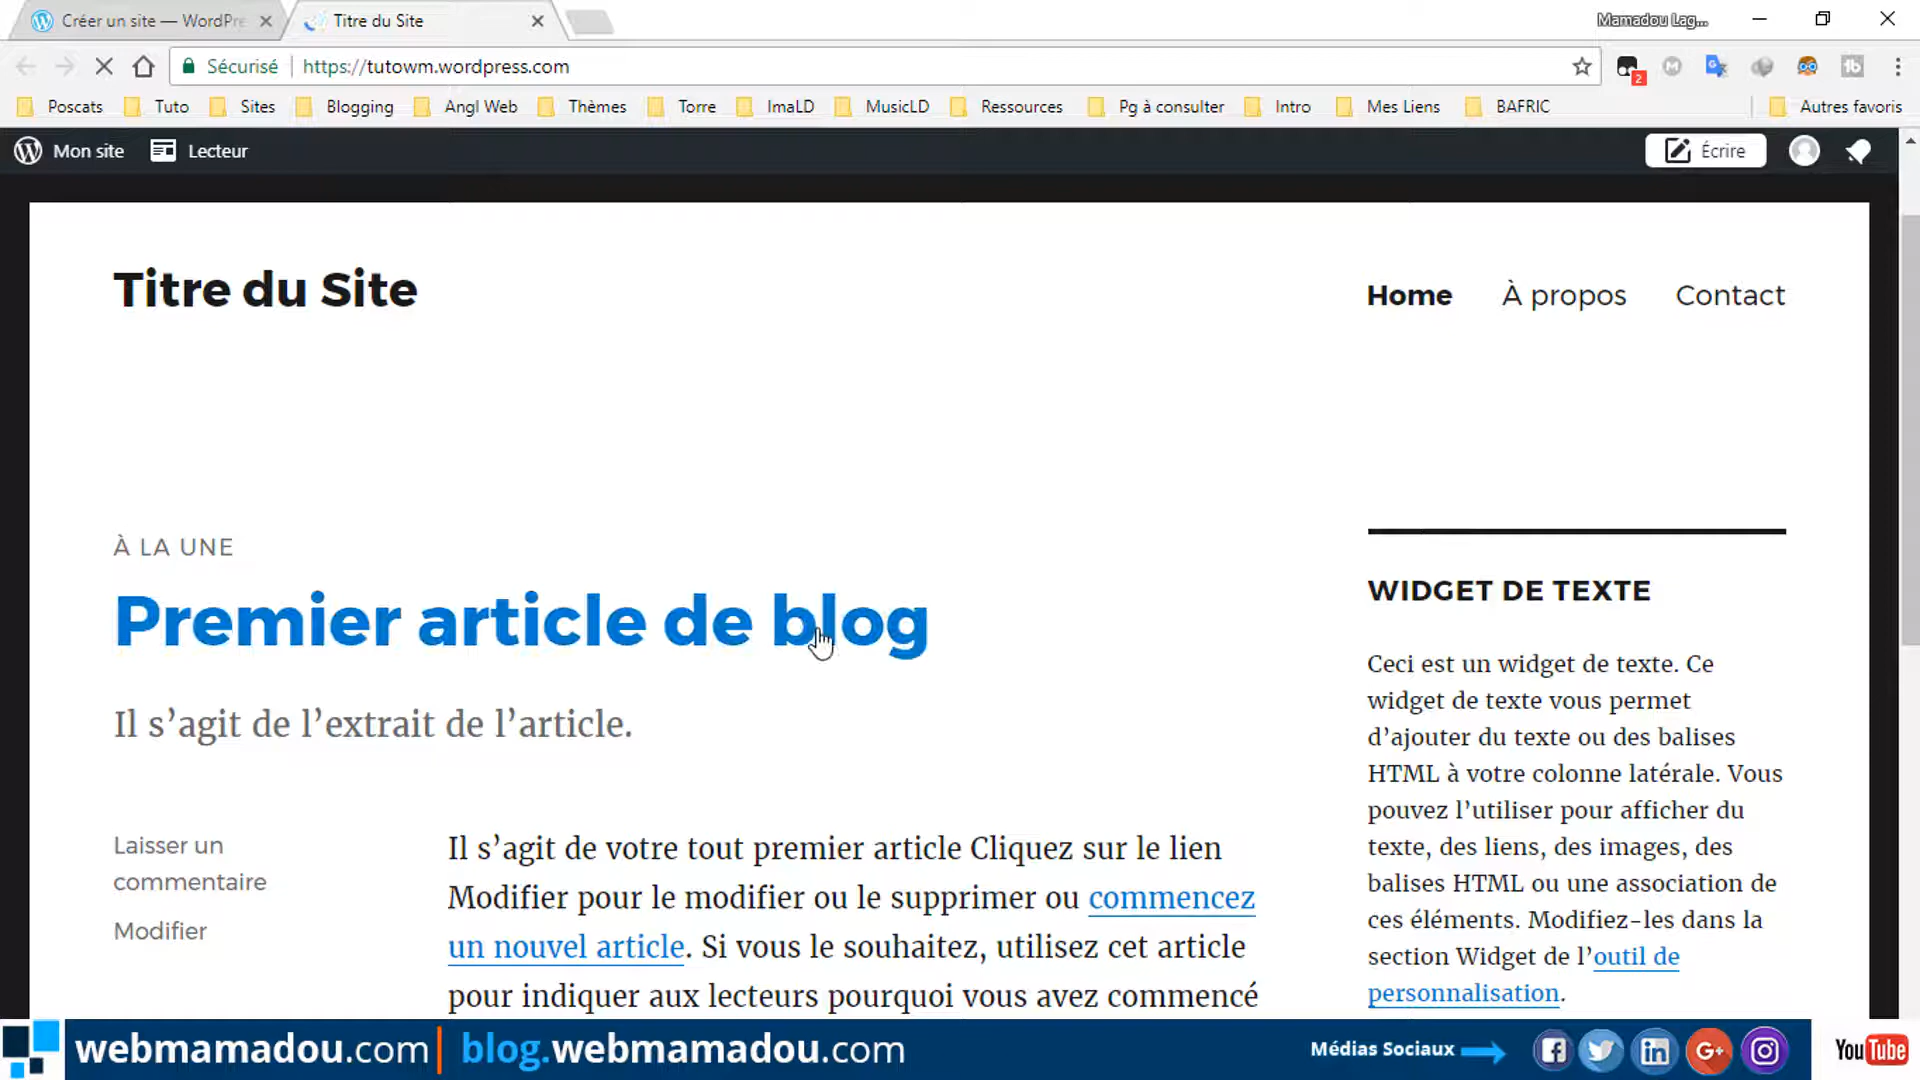 Créer un site — WordPre
Titre du Site
Mamadou Lag...
Sécurisé
https://tutowm.wordpress.com
2
Poscats
Tuto
Sites
Blogging
Angl Web
Thèmes
Torre
ImaLD
MusicLD
Ressources
Pg à consulter
Intro
Mes Liens
BAFRIC
Autres favoris
Mon site
Lecteur
Écrire
Titre du Site
Home
À propos
Contact
À LA UNE
Premier article de blog
Il s’agit de l’extrait de l’article.
Laisser un
commentaire
Modifier
Il s’agit de votre tout premier article Cliquez sur le lien
Modifier pour le modifier ou le supprimer ou commencez
un nouvel article. Si vous le souhaitez, utilisez cet article
pour indiquer aux lecteurs pourquoi vous avez commencé
WIDGET DE TEXTE
Ceci est un widget de texte. Ce
widget de texte vous permet
d’ajouter du texte ou des balises
HTML à votre colonne latérale. Vous
pouvez l’utiliser pour afficher du
texte, des liens, des images, des
balises HTML ou une association de
ces éléments. Modifiez-les dans la
section Widget de l’outil de
personnalisation.
webmamadou.com
blog.webmamadou.com
Médias Sociaux
YouTube